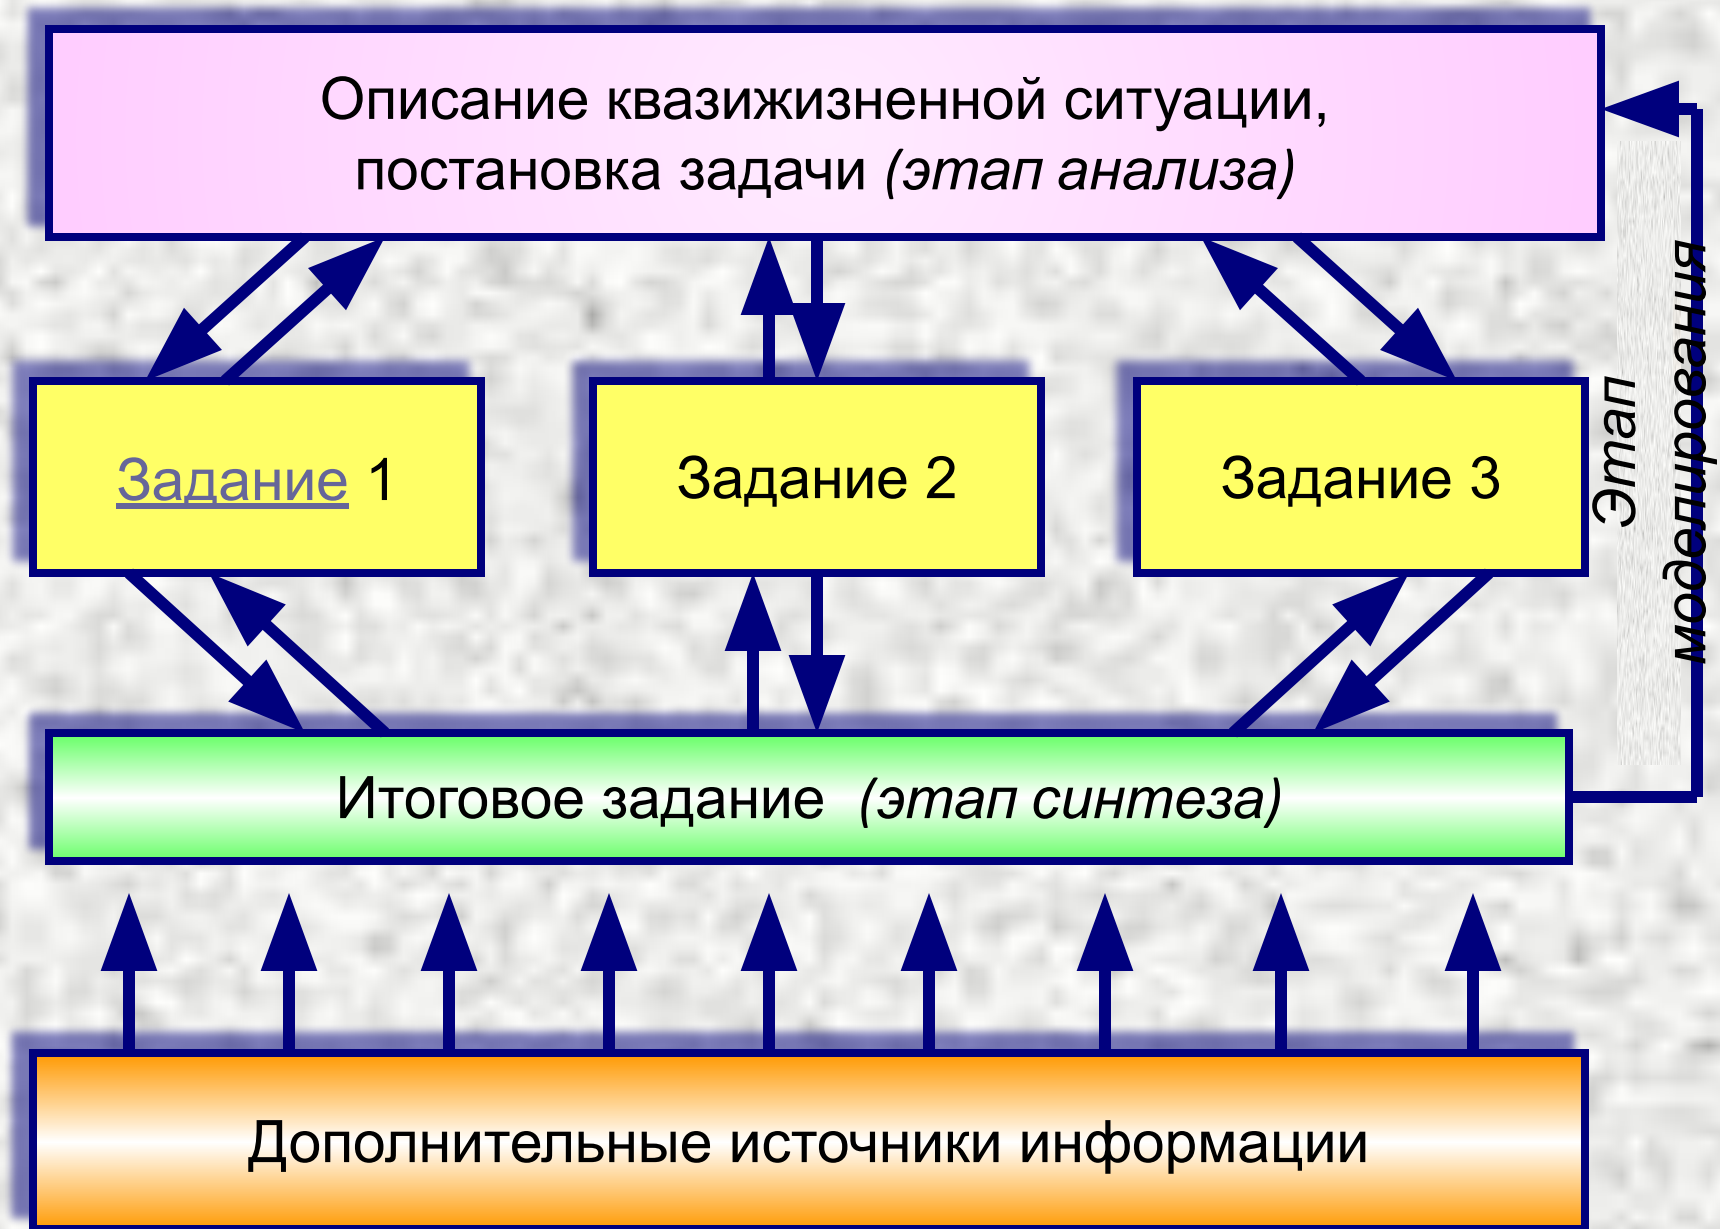 Описание квазижизненной ситуации,
постановка задачи (этап анализа)
Задание 1
Задание 2
Задание 3
Этап
моделирования
Итоговое задание (этап синтеза)
Дополнительные источники информации